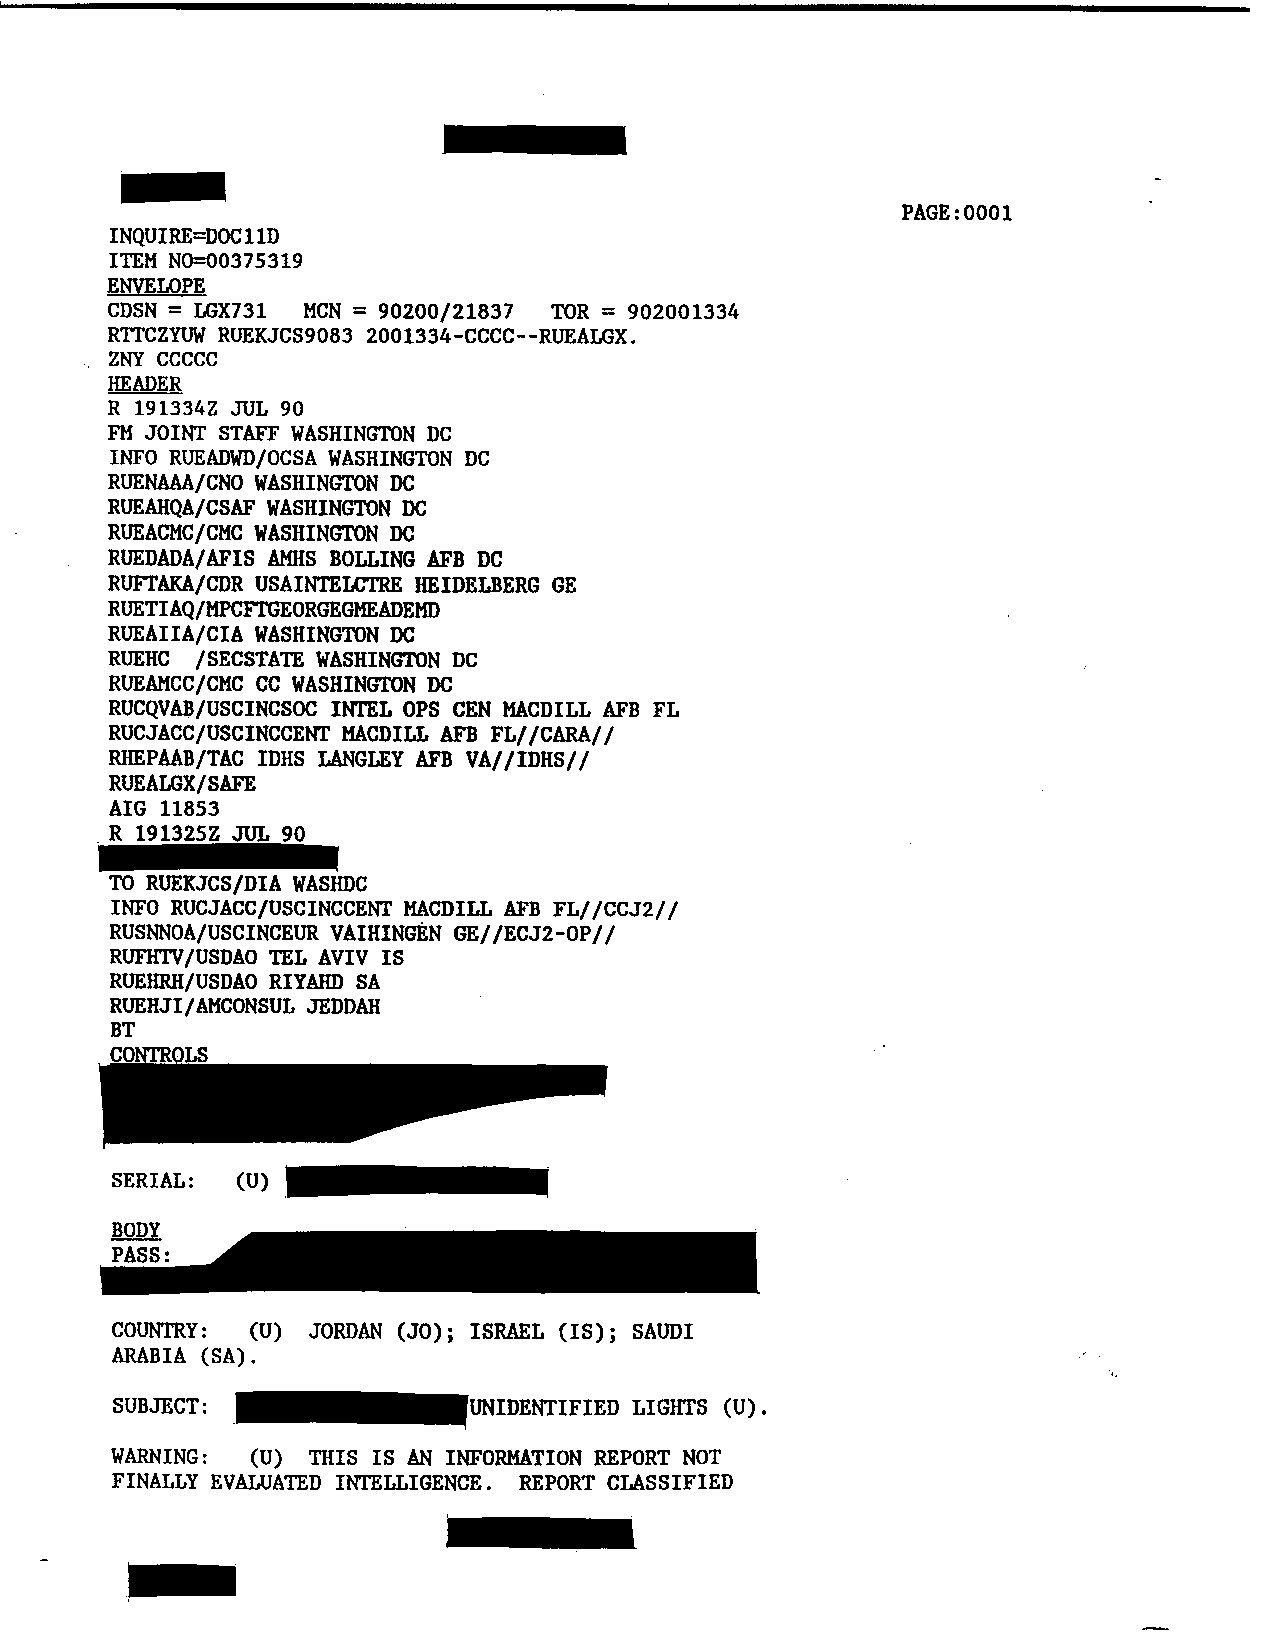 PAGE:0001
INQUIRE=DOC11D
ITEM NO=00375319
ENVELOPE
CDSN = LGX731 MCN = 90200/21837 TOR = 902001334
RTTCZYUW RUEKJCS9083 2001334-CCCC--RUEALGX.
ZNY CCCCC
HEADER
R 191334Z JUL 90
FM JOINT STAFF WASHINGTON DC
INFO RUEADWD/OCSA WASHINGTON DC
RUENAAA/CNO WASHINGTON DC
RUEAHQA/CSAF WASHINGTON DC
RUEACMC/CMC WASHINGTON DC
RUEDADA/AFIS AMHS BOLLING AFB DC
RUFTAKA/CDR USAINTELCTRE HEIDELBERG GE
RUETIAQ/MPCFTGEORGEGMEADEMD
RUEAIIA/CIA WASHINGTON DC
RUEHC /SECSTATE WASHINGTON DC
RUEAMCC/CMC CC WASHINGTON DC
RUCQVAB/USCINCSOC INTEL OPS CEN MACDILL AFB FL
RUCJACC/USCINCCENT MACDILL AFB FL//CARA//
RHEPAAB/TAC IDHS LANGLEY AFB VA//IDHS//
RUEALGX/SAFE
AIG 11853
R 191325Z JUL 90
TO RUEKJCS/DIA WASHDC
INFO RUCJACC/USCINCCENT MACDILL AFB FL//CCJ2//
RUSNNOA/USCINCEUR VAIHINGEN GE//ECJ2-OP//
RUFHTV/USDAO TEL AVIV IS
RUEHRH/USDAO RIYAHD SA
RUEHJI/AMCONSUL JEDDAH
BT
CONTROLS
SERIAL: (U)
BODY
PASS:
COUNTRY: (U) JORDAN (JO); ISRAEL (IS); SAUDI
ARABIA (SA).
SUBJECT: UNIDENTIFIED LIGHTS (U).
WARNING: (U) THIS IS AN INFORMATION REPORT NOT
FINALLY EVALUATED INTELLIGENCE. REPORT CLASSIFIED